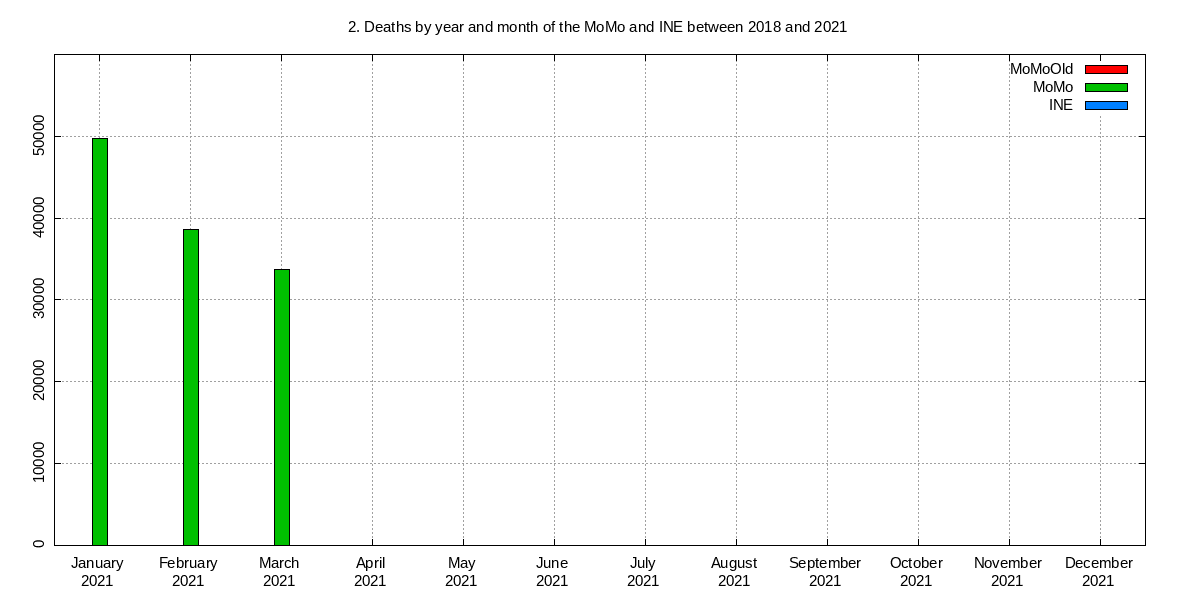 2. Deaths by year and month of the MoMo and INE between 2018 and 2021
MoMoOld
MoMo
INE
50000
40000
30000
20000
10000
0
January February March April May June July August September October November December
2021 2021 2021 2021 2021 2021 2021 2021 2021 2021 2021 2021